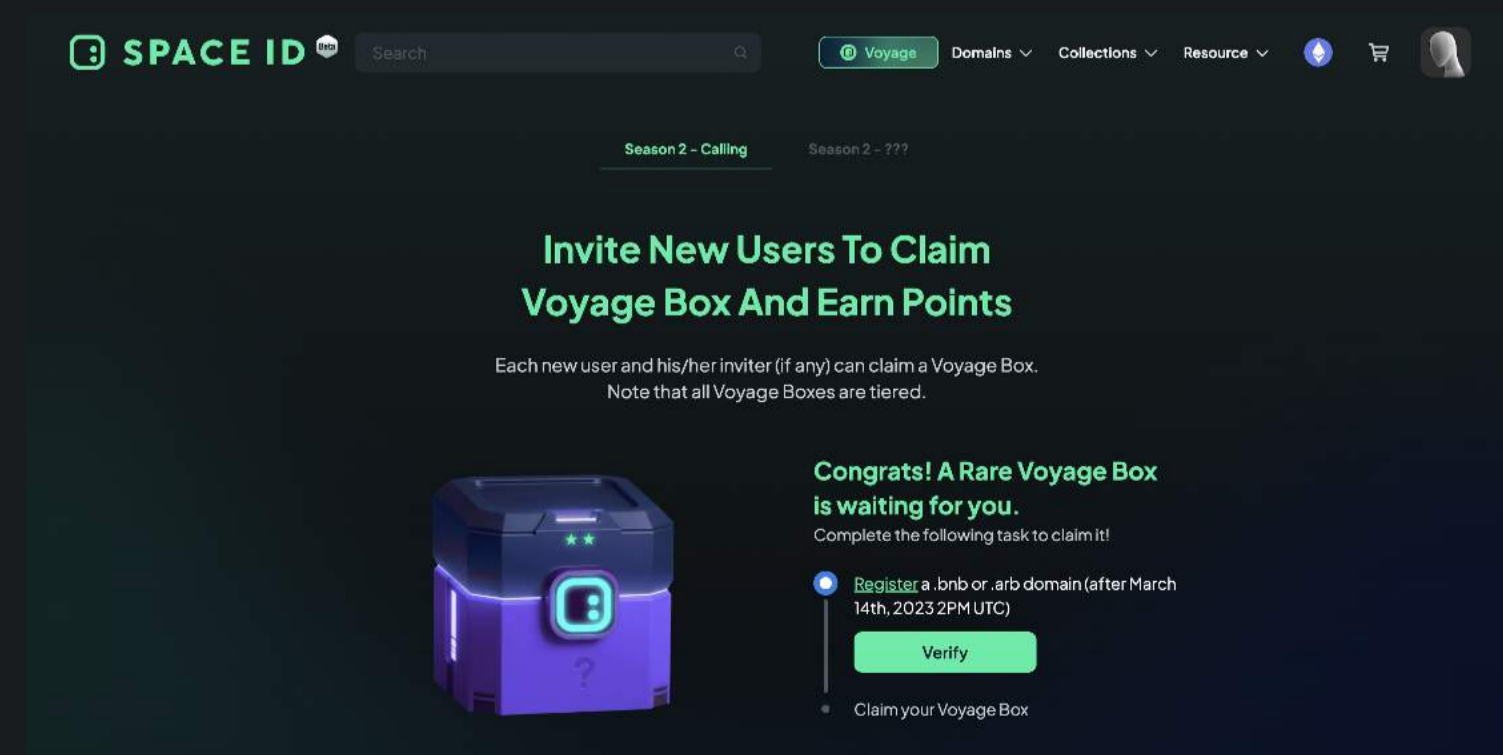 SPACE ID Beta
Search
Voyage
Domains
Collections
Resource
Season 2 - Calling
Season 2 - ???
Invite New Users To Claim
Voyage Box And Earn Points
Each new user and his/her inviter (if any) can claim a Voyage Box.
Note that all Voyage Boxes are tiered.
Congrats! A Rare Voyage Box
is waiting for you.
Complete the following task to claim it!
Register a .bnb or .arb domain (after March
14th, 2023 2PM UTC)
Verify
Claim your Voyage Box
?